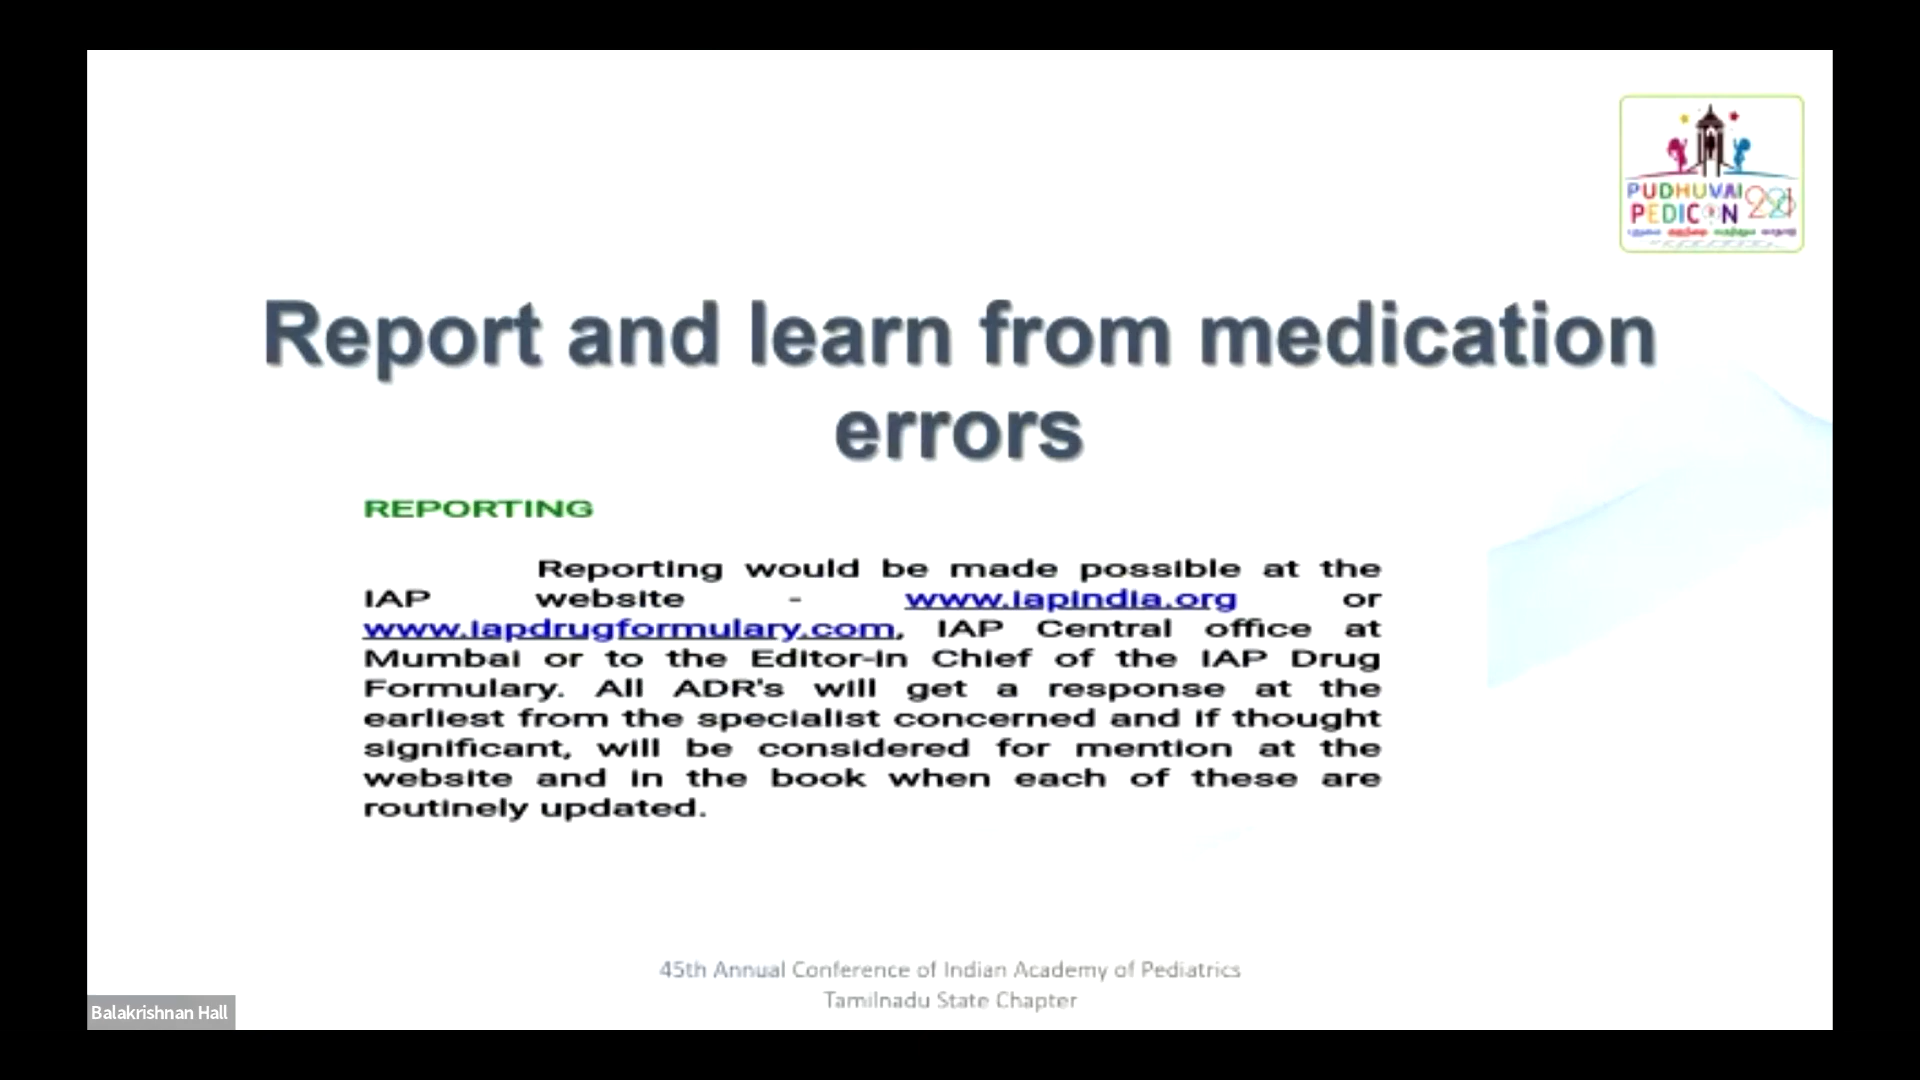 PUDHUVAI
PEDICON
Report and learn from medication
errors
REPORTING
Reporting would be made possible at the
IAP website - www.iapindia.org or
www.iapdrugformulary.com, IAP Central office at
Mumbai or to the Editor-in Chief of the IAP Drug
Formulary. All ADR's will get a response at the
earliest from the specialist concerned and if thought
significant, will be considered for mention at the
website and in the book when each of these are
routinely updated.
45th Annual Conference of Indian Academy of Pediatrics
Tamilnadu State Chapter
Balakrishnan Hall